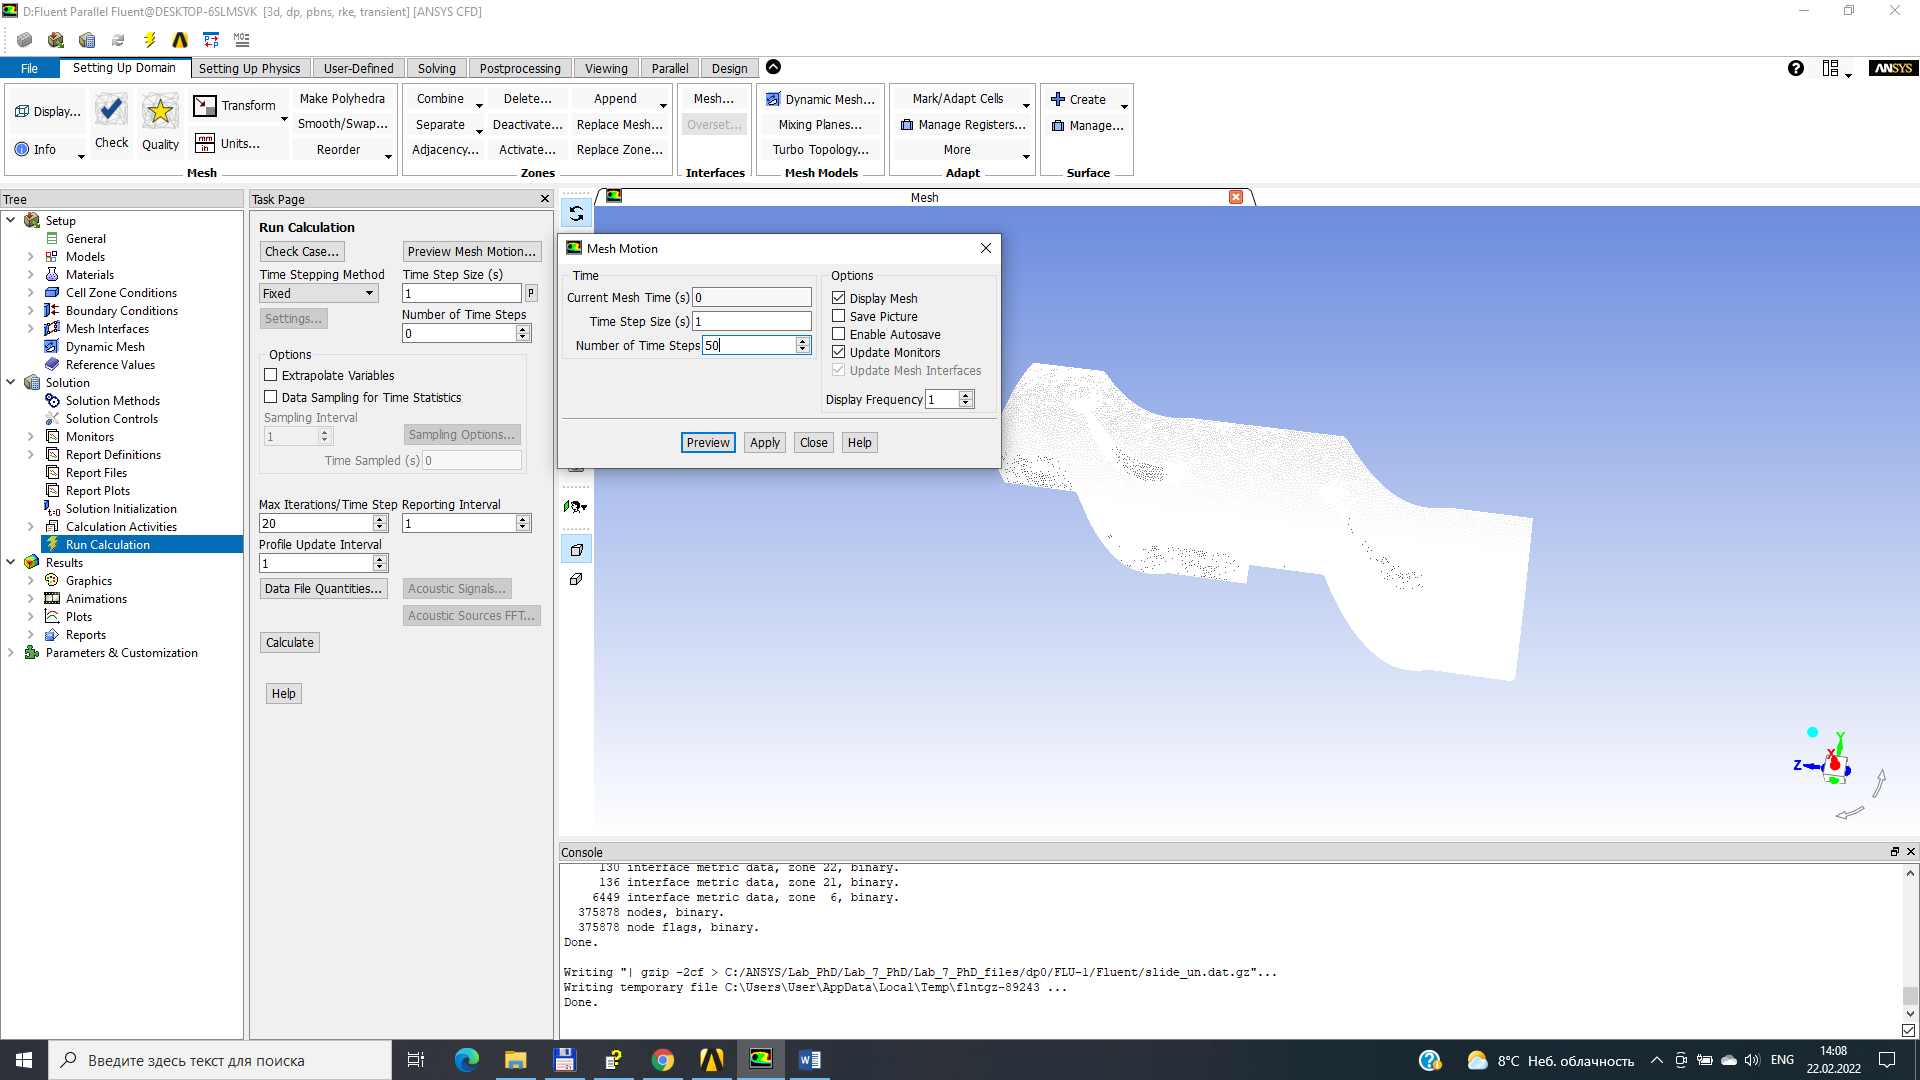 D:Fluent Parallel Fluent@DESKTOP-6SLMSVK [3d, dp, pbns, rke, transient] [ANSYS CFD]
File
Setting Up Domain
Setting Up Physics
User-Defined
Solving
Postprocessing
Viewing
Parallel
Design
ANSYS
Display...
Info
Check
Quality
Transform
Units...
Make Polyhedra
Smooth/Swap...
Reorder
Mesh
Combine
Separate
Adjacency...
Delete...
Deactivate...
Activate...
Append
Replace Mesh...
Replace Zone...
Zones
Mesh...
Overset...
Interfaces
Dynamic Mesh...
Mixing Planes...
Turbo Topology...
Mesh Models
Mark/Adapt Cells
Manage Registers...
More
Adapt
Create
Manage...
Surface
Tree
Setup
General
Models
Materials
Cell Zone Conditions
Boundary Conditions
Mesh Interfaces
Dynamic Mesh
Reference Values
Solution
Solution Methods
Solution Controls
Monitors
Report Definitions
Report Files
Report Plots
Solution Initialization
Calculation Activities
Run Calculation
Results
Graphics
Animations
Plots
Reports
Parameters & Customization
Task Page
Run Calculation
Check Case...
Preview Mesh Motion...
Time Stepping Method
Time Step Size (s)
Fixed
1
P
Settings...
Number of Time Steps
0
Options
Extrapolate Variables
Data Sampling for Time Statistics
Sampling Interval
1
Sampling Options...
Time Sampled (s) 0
Max Iterations/Time Step Reporting Interval
20
1
Profile Update Interval
1
Data File Quantities...
Acoustic Signals...
Acoustic Sources FFT...
Calculate
Help
Mesh
Mesh Motion
Time
Current Mesh Time (s) 0
Time Step Size (s) 1
Number of Time Steps 50
Options
Display Mesh
Save Picture
Enable Autosave
Update Monitors
Update Mesh Interfaces
Display Frequency 1
Preview
Apply
Close
Help
Y
X
Z
Console
130 interface metric data, zone 22, binary.
136 interface metric data, zone 21, binary.
6449 interface metric data, zone  6, binary.
375878 nodes, binary.
375878 node flags, binary.
Done.
Writing "| gzip -2cf > C:/ANSYS/Lab_PhD/Lab_7_PhD/Lab_7_PhD_files/dp0/FLU-1/Fluent/slide_un.dat.gz"...
Writing temporary file C:\Users\User\AppData\Local\Temp\flntgz-89243 ...
Done.
Введите здесь текст для поиска
8°C Неб. облачность
ENG
14:08
22.02.2022